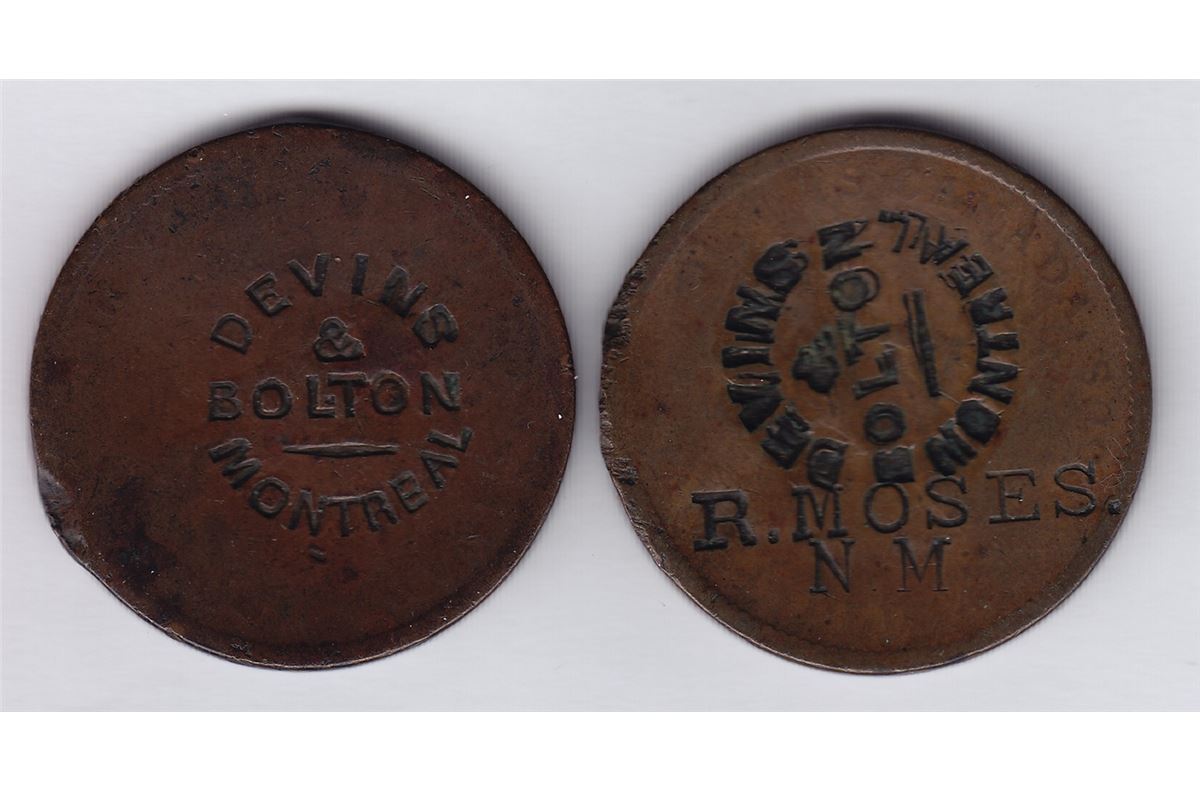 DEVINS
&
BOLTON
MONTREAL
DEVINS
&
BOLTON
MONTREAL
R. MOSES.
N M